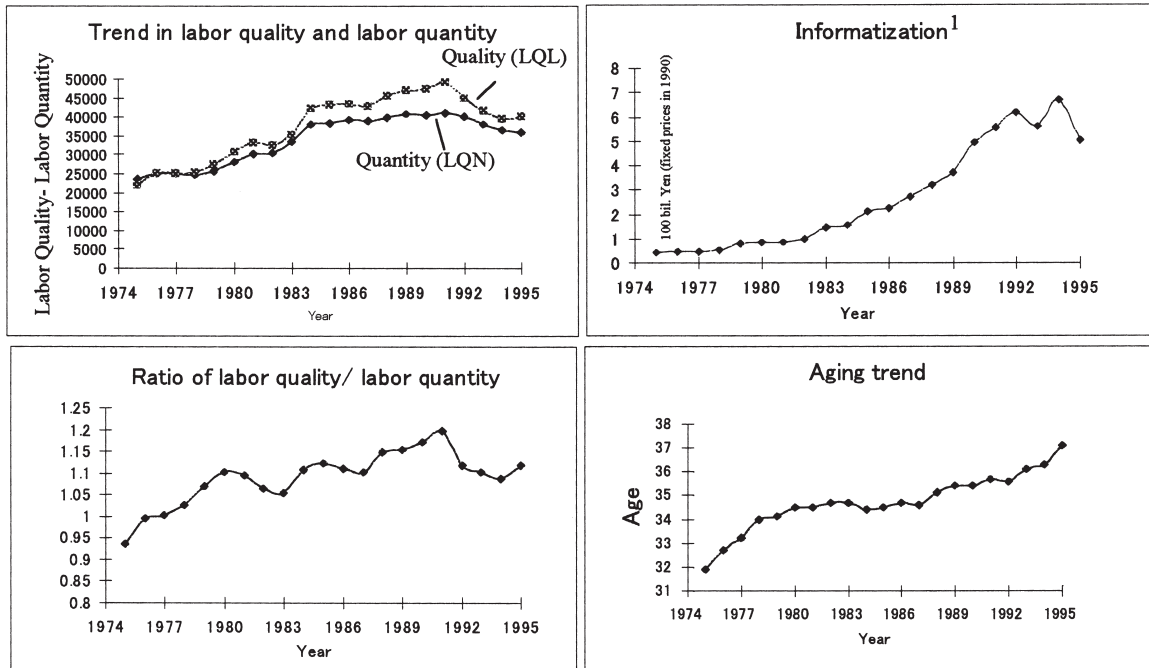 Trend in labor quality and labor quantity
Quality (LQL)
Labor Quality- Labor Quantity
50000
45000
40000
35000
30000
25000
20000
15000
10000
5000
0
Quantity (LQN)
1974 1977 1980 1983 1986 1989 1992 1995
Year
Informatization1
100 bil. Yen (fixed prices in 1990)
8
7
6
5
4
3
2
1
0
1974 1977 1980 1983 1986 1989 1992 1995
Year
Ratio of labor quality/ labor quantity
1.25
1.2
1.15
1.1
1.05
1
0.95
0.9
0.85
0.8
1974 1977 1980 1983 1986 1989 1992 1995
Year
Aging trend
Age
38
37
36
35
34
33
32
31
1974 1977 1980 1983 1986 1989 1992 1995
Year